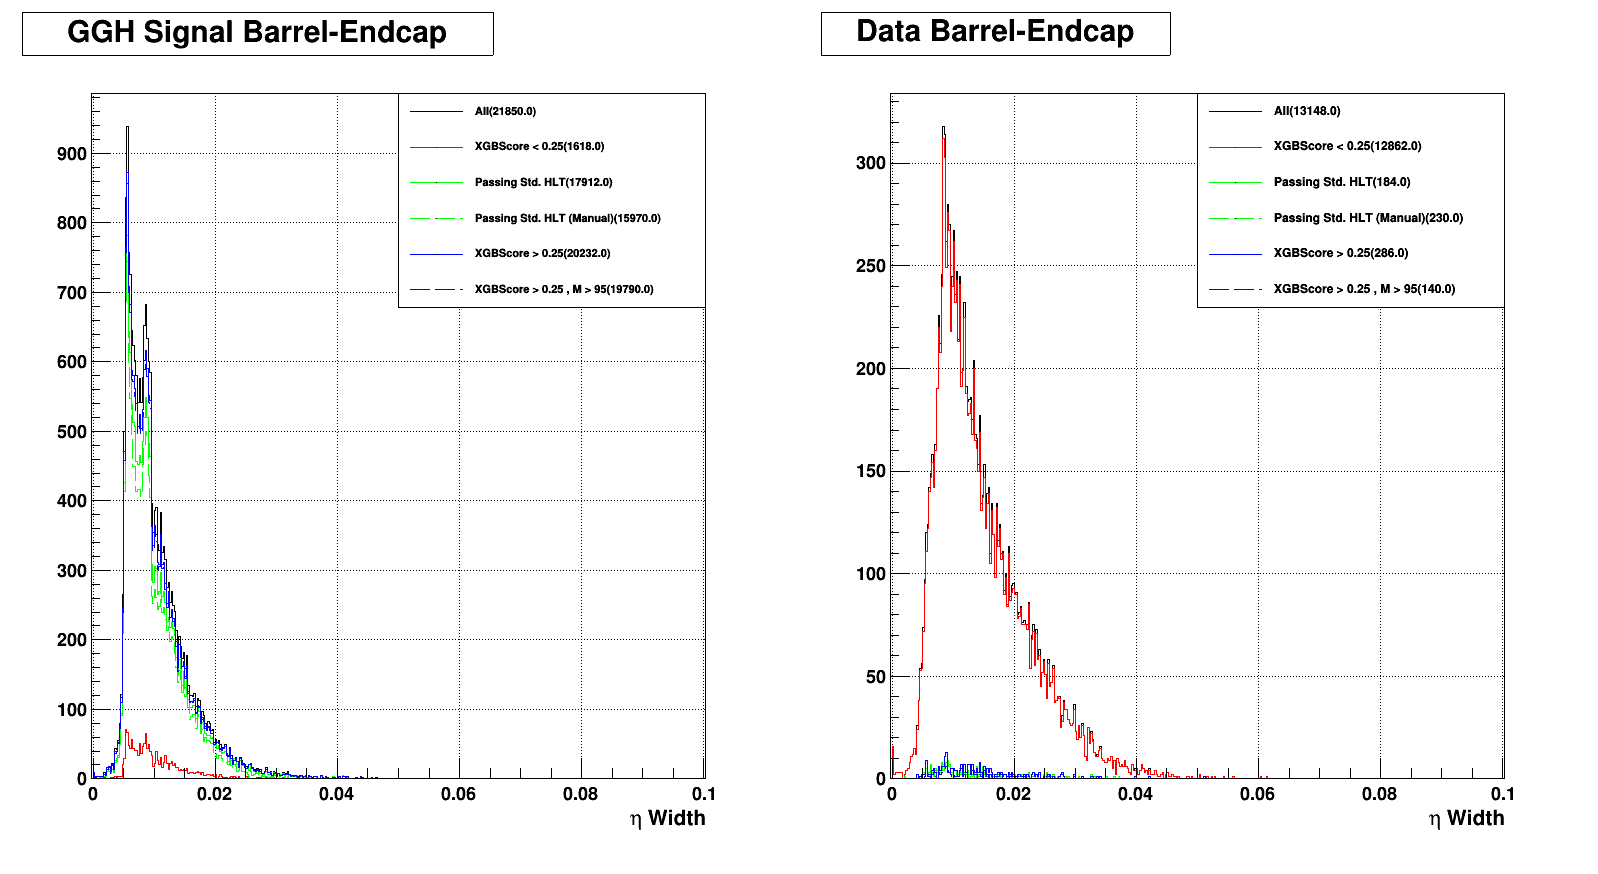 GGH Signal Barrel-Endcap
All(21850.0)
XGBScore < 0.25(1618.0)
Passing Std. HLT(17912.0)
Passing Std. HLT (Manual)(15970.0)
XGBScore > 0.25(20232.0)
XGBScore > 0.25 , M > 95(19790.0)
900
800
700
600
500
400
300
200
100
0
0 0.02 0.04 0.06 0.08 0.1
η Width
Data Barrel-Endcap
All(13148.0)
XGBScore < 0.25(12862.0)
Passing Std. HLT(184.0)
Passing Std. HLT (Manual)(230.0)
XGBScore > 0.25(286.0)
XGBScore > 0.25 , M > 95(140.0)
300
250
200
150
100
50
0
0 0.02 0.04 0.06 0.08 0.1
η Width